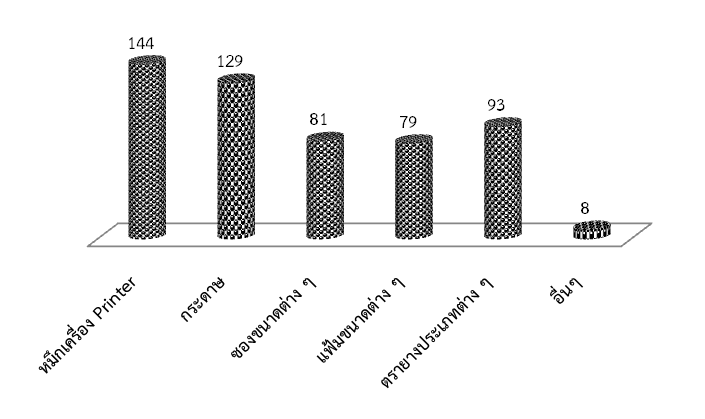 144
129
81
79
93
8
หมึกเครื่อง Printer
กระดาษ
ซองขนาดต่าง ๆ
แฟ้มขนาดต่าง ๆ
ตรายางประเภทต่าง ๆ
อื่นๆ